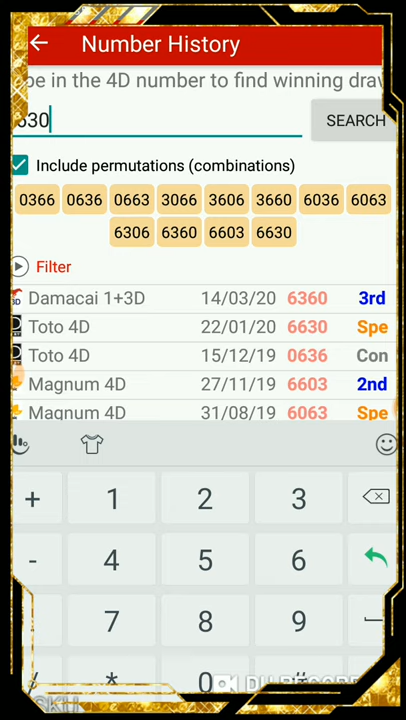 Number History
pe in the 4D number to find winning draw
630
SEARCH
Include permutations (combinations)
0366 0636 0663 3066 3606 3660 6036 6063
6306 6360 6603 6630
Filter
Damacai 1+3D 14/03/20 6360 3rd
Toto 4D 22/01/20 6630 Spe
Toto 4D 15/12/19 0636 Con
Magnum 4D 27/11/19 6603 2nd
Magnum 4D 31/08/19 6063 Spe
+ 1 2 3
- 4 5 6
7 8 9
/ * 0 #